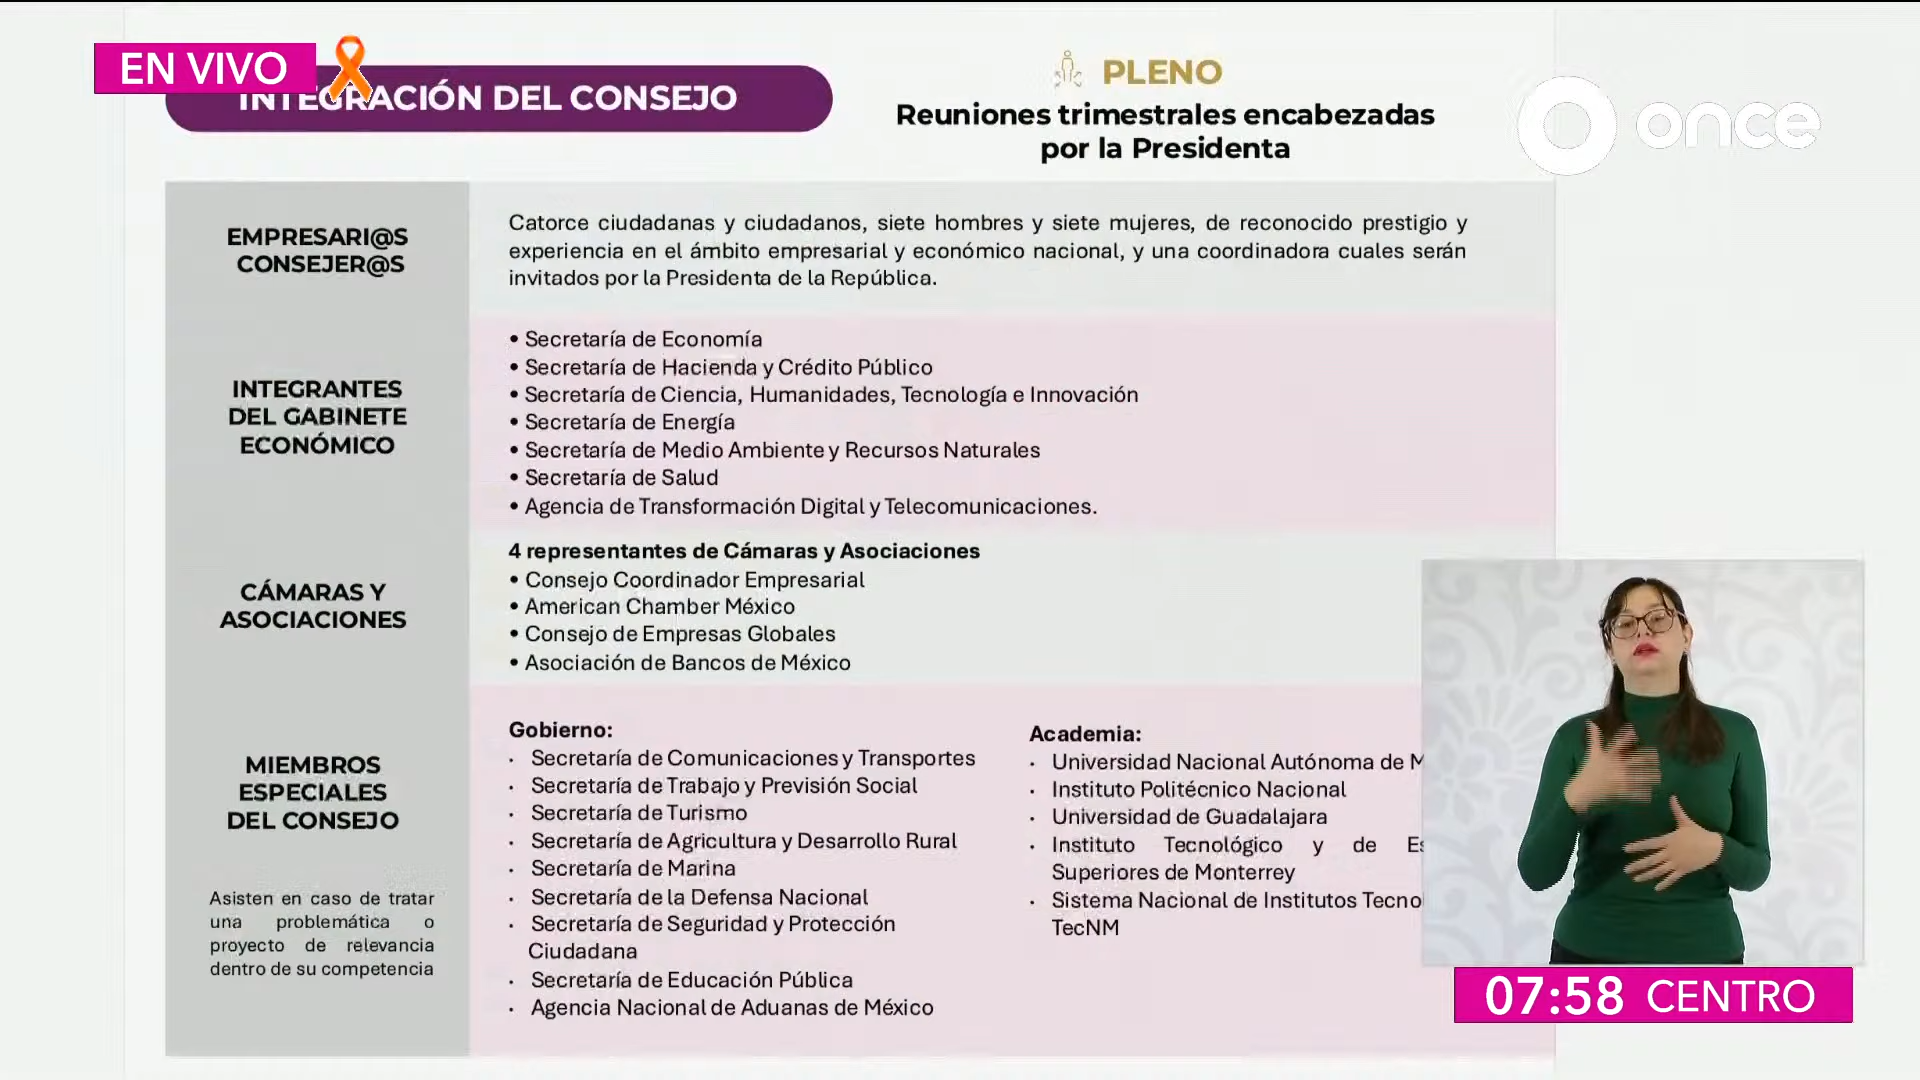 EN VIVO
INTEGRACIÓN DEL CONSEJO
PLENO
Reuniones trimestrales encabezadas
por la Presidenta
once
EMPRESARI@S
CONSEJER@S
Catorce ciudadanas y ciudadanos, siete hombres y siete mujeres, de reconocido prestigio y
experiencia en el ámbito empresarial y económico nacional, y una coordinadora cuales serán
invitados por la Presidenta de la República.
INTEGRANTES
DEL GABINETE
ECONÓMICO
• Secretaría de Economía
• Secretaría de Hacienda y Crédito Público
• Secretaría de Ciencia, Humanidades, Tecnología e Innovación
• Secretaría de Energía
• Secretaría de Medio Ambiente y Recursos Naturales
• Secretaría de Salud
• Agencia de Transformación Digital y Telecomunicaciones.
CÁMARAS Y
ASOCIACIONES
4 representantes de Cámaras y Asociaciones
• Consejo Coordinador Empresarial
• American Chamber México
• Consejo de Empresas Globales
• Asociación de Bancos de México
MIEMBROS
ESPECIALES
DEL CONSEJO
Asisten en caso de tratar
una problemática o
proyecto de relevancia
dentro de su competencia
Gobierno:
· Secretaría de Comunicaciones y Transportes
· Secretaría de Trabajo y Previsión Social
· Secretaría de Turismo
· Secretaría de Agricultura y Desarrollo Rural
· Secretaría de Marina
· Secretaría de la Defensa Nacional
· Secretaría de Seguridad y Protección
Ciudadana
· Secretaría de Educación Pública
· Agencia Nacional de Aduanas de México
Academia:
· Universidad Nacional Autónoma de
· Instituto Politécnico Nacional
· Universidad de Guadalajara
· Instituto Tecnológico y de
Superiores de Monterrey
· Sistema Nacional de Institutos
TecNM
07:58 CENTRO